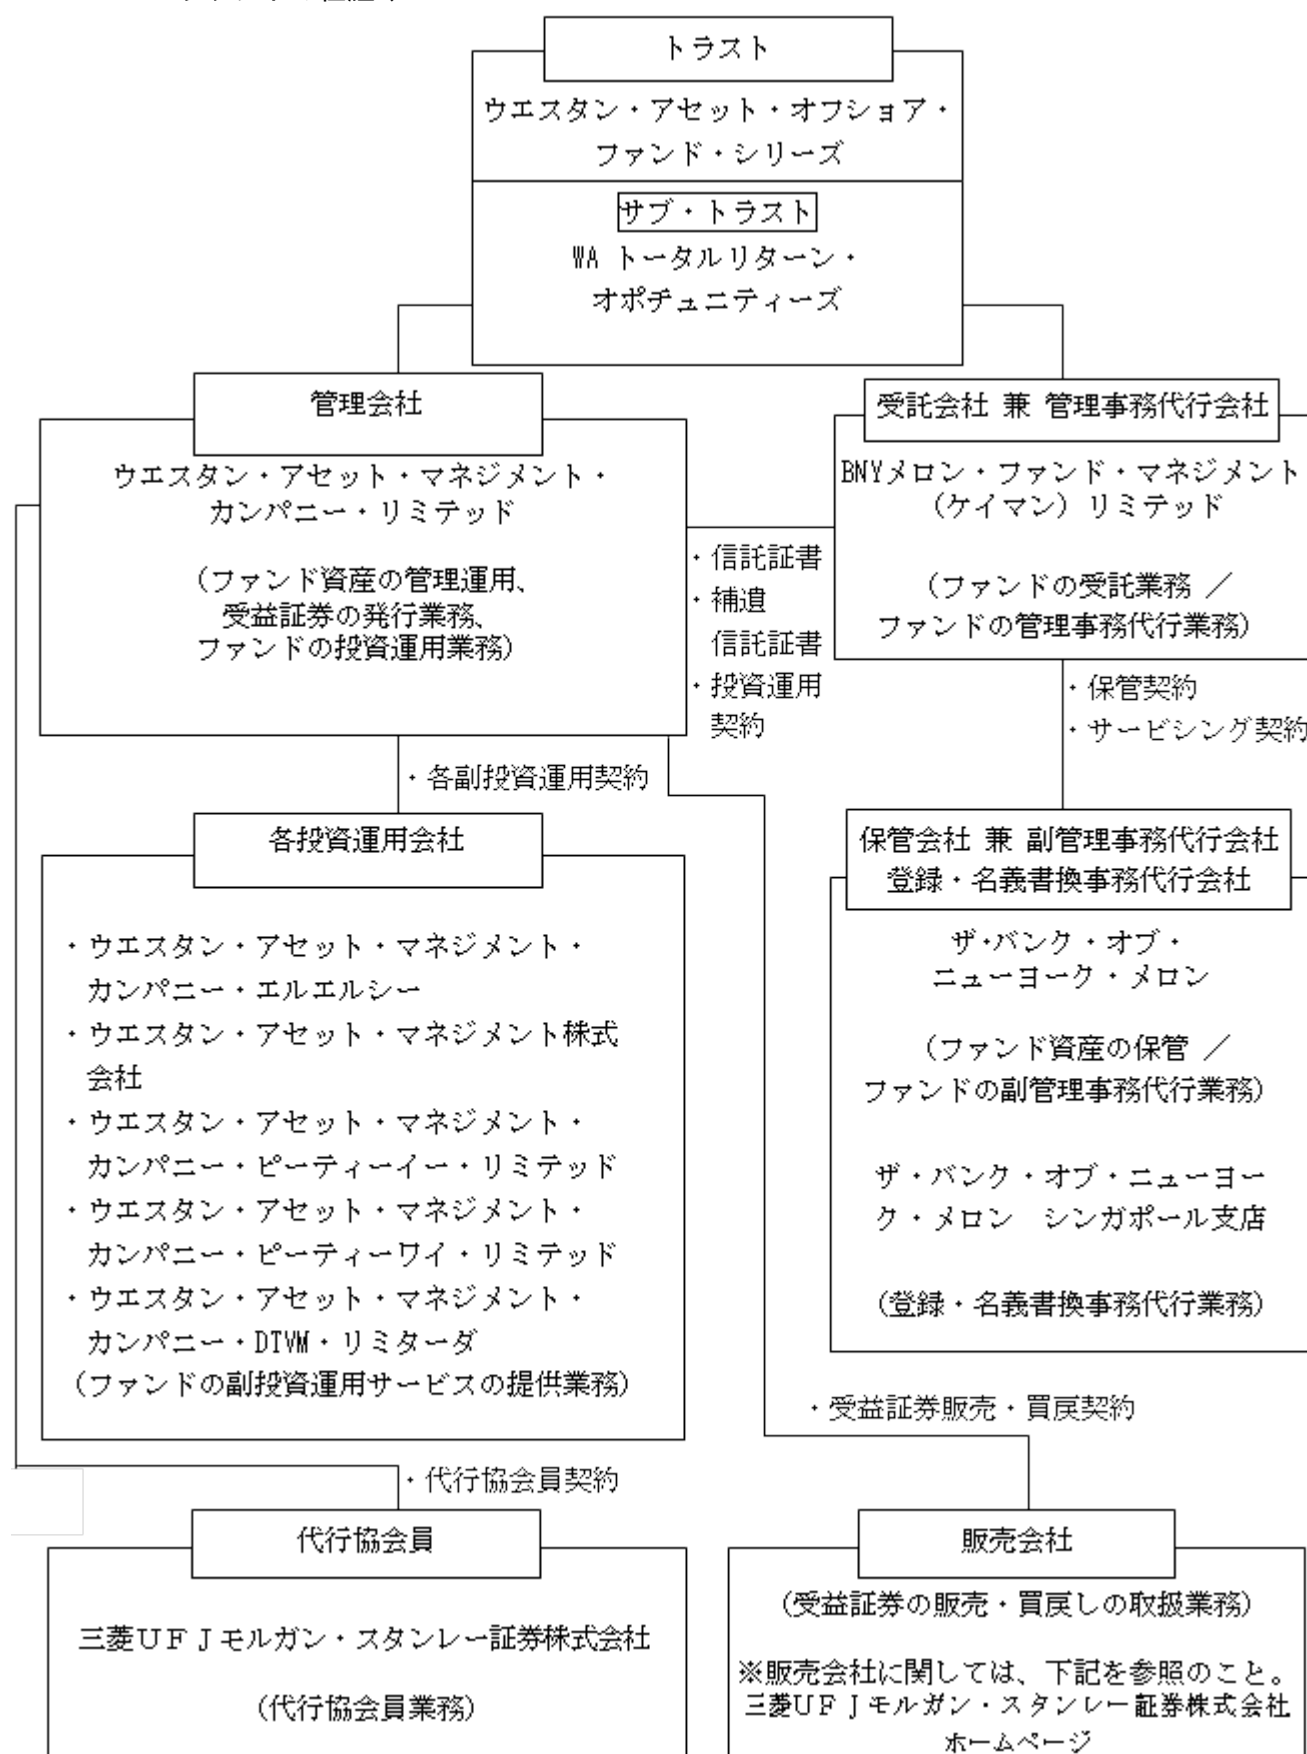 トラスト
ウエスタン・アセット・オフショア・
ファンド・シリーズ
サブ・トラスト
WA トータルリターン・
オポチュニティーズ
管理会社
ウエスタン・アセット・マネジメント・
カンパニー・リミテッド
(ファンド資産の管理運用、
受益証券の発行業務、
ファンドの投資運用業務)
・信託証書
・補遺
信託証書
・投資運用
契約
受託会社 兼 管理事務代行会社
BNYメロン・ファンド・マネジメント
(ケイマン) リミテッド
(ファンドの受託業務 ／
ファンドの管理事務代行業務)
・保管契約
・サービシング契約
・各副投資運用契約
各投資運用会社
・ウエスタン・アセット・マネジメント・
カンパニー・エルエルシー
・ウエスタン・アセット・マネジメント株式
会社
・ウエスタン・アセット・マネジメント・
カンパニー・ピーティーイー・リミテッド
・ウエスタン・アセット・マネジメント・
カンパニー・ピーティーワイ・リミテッド
・ウエスタン・アセット・マネジメント・
カンパニー・DTVM・リミターダ
(ファンドの副投資運用サービスの提供業務)
保管会社 兼 副管理事務代行会社
登録・名義書換事務代行会社
ザ・バンク・オブ・
ニューヨーク・メロン
(ファンド資産の保管 ／
ファンドの副管理事務代行業務)
ザ・バンク・オブ・ニューヨー
ク・メロン　シンガポール支店
(登録・名義書換事務代行業務)
・受益証券販売・買戻契約
・代行協会員契約
代行協会員
三菱ＵＦＪモルガン・スタンレー証券株式会社
(代行協会員業務)
販売会社
(受益証券の販売・買戻しの取扱業務)
※販売会社に関しては、下記を参照のこと。
三菱ＵＦＪモルガン・スタンレー証券株式会社
ホームページ